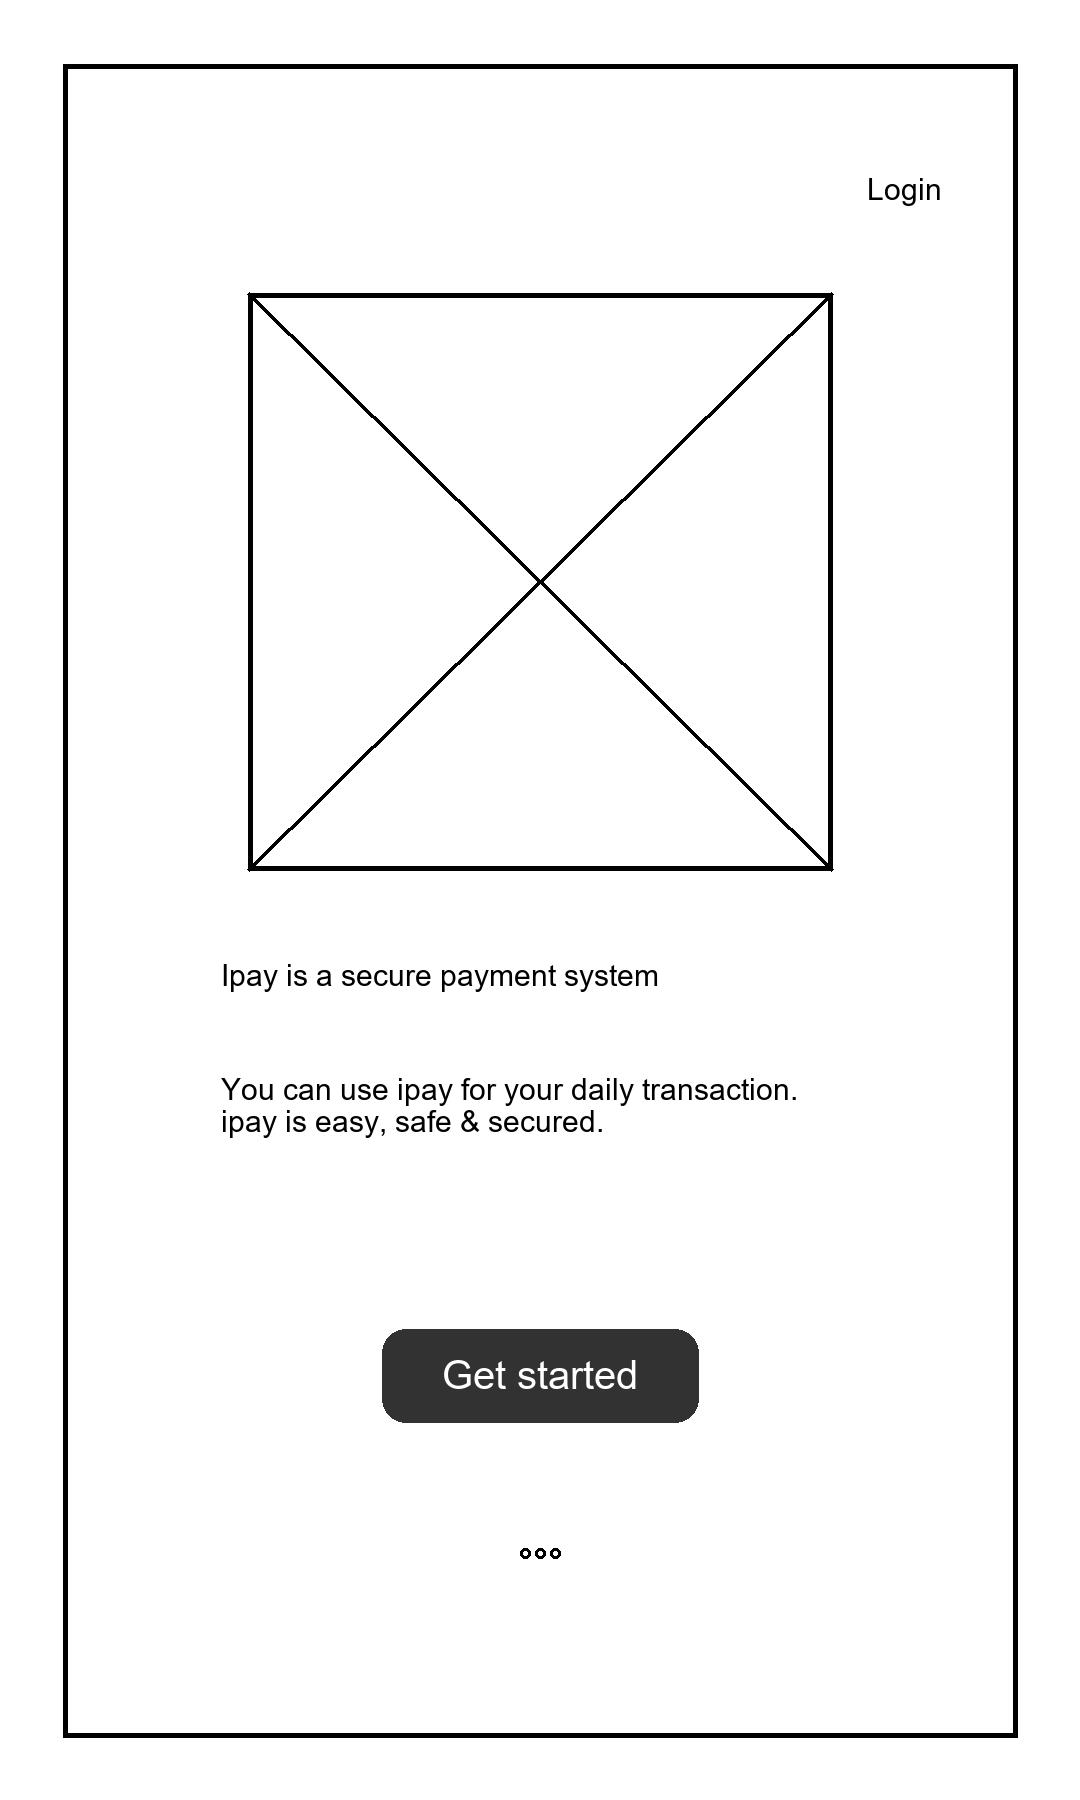 Login
Ipay is a secure payment system
You can use ipay for your daily transaction.
ipay is easy, safe & secured.
Get started